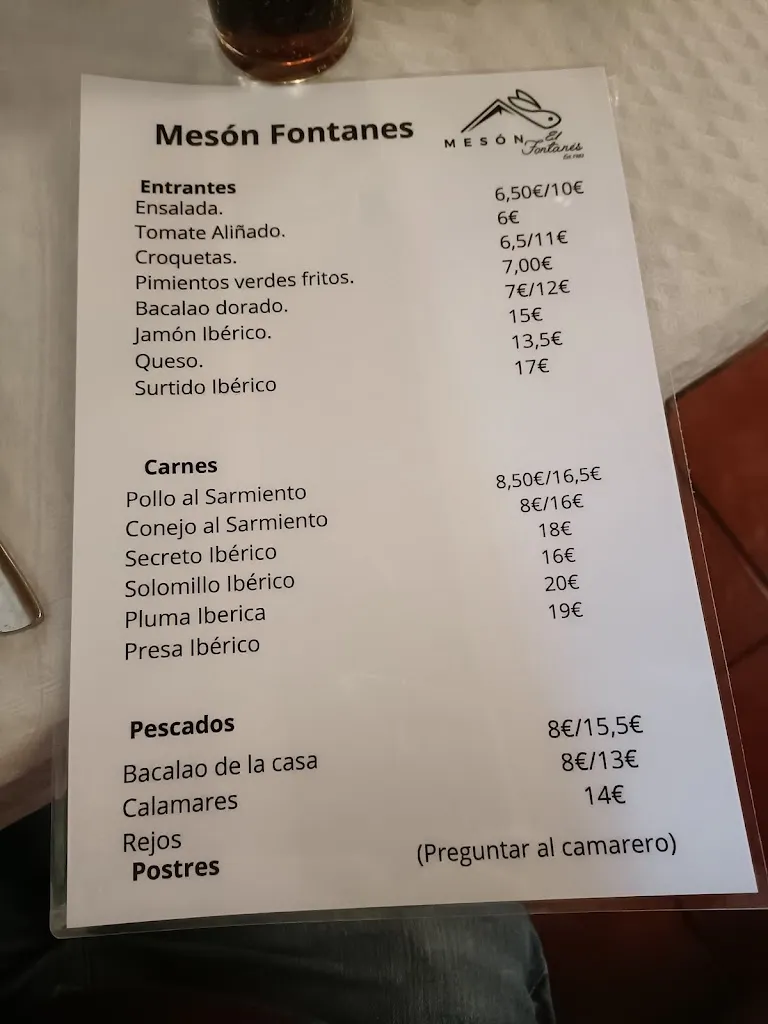 Mesón Fontanes
MESÓN El Fontanes
Entrantes
Ensalada. 6,50€/10€
Tomate Aliñado. 6€
Croquetas. 6,5/11€
Pimientos verdes fritos. 7,00€
Bacalao dorado. 7€/12€
Jamón Ibérico. 15€
Queso. 13,5€
Surtido Ibérico 17€
Carnes
Pollo al Sarmiento 8,50€/16,5€
Conejo al Sarmiento 8€/16€
Secreto Ibérico 18€
Solomillo Ibérico 16€
Pluma Iberica 20€
Presa Ibérico 19€
Pescados
Bacalao de la casa 8€/15,5€
Calamares 8€/13€
Rejos 14€
Postres (Preguntar al camarero)